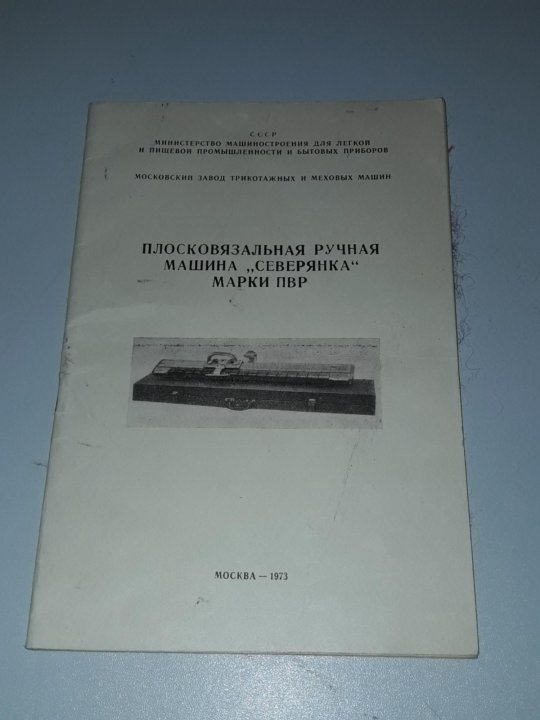 СССР
МИНИСТЕРСТВО МАШИНОСТРОЕНИЯ ДЛЯ ЛЕГКОЙ
И ПИЩЕВОЙ ПРОМЫШЛЕННОСТИ И БЫТОВЫХ ПРИБОРОВ
МОСКОВСКИЙ ЗАВОД ТРИКОТАЖНЫХ И МЕХОВЫХ МАШИН
ПЛОСКОВЯЗАЛЬНАЯ РУЧНАЯ
МАШИНА „СЕВЕРЯНКА“
МАРКИ ПВР
МОСКВА — 1973